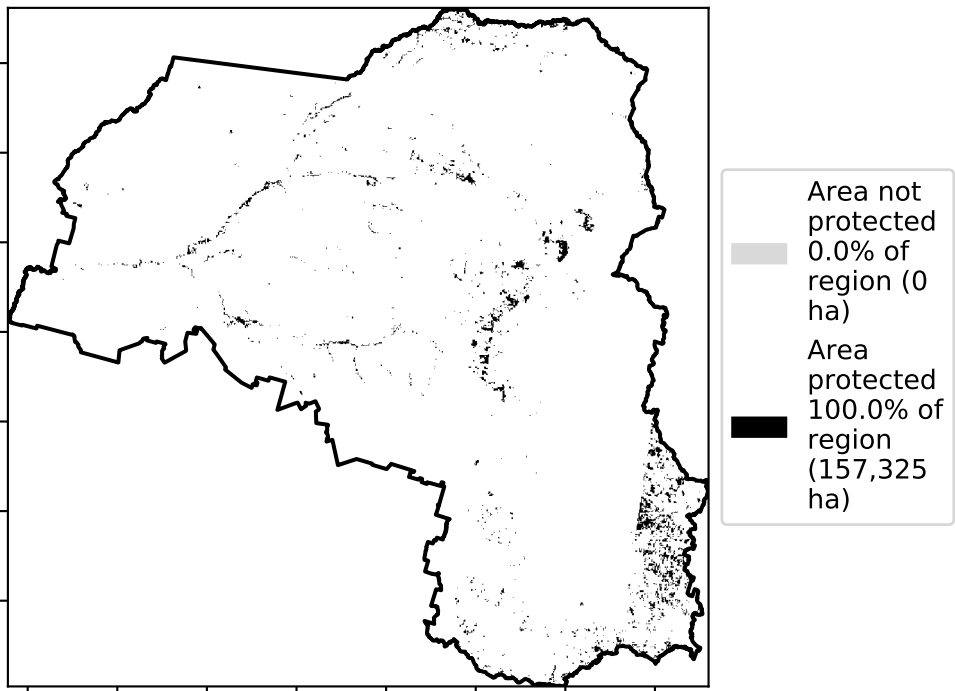 Area not
protected
0.0% of
region (0
ha)
Area
protected
100.0% of
region
(157,325
ha)